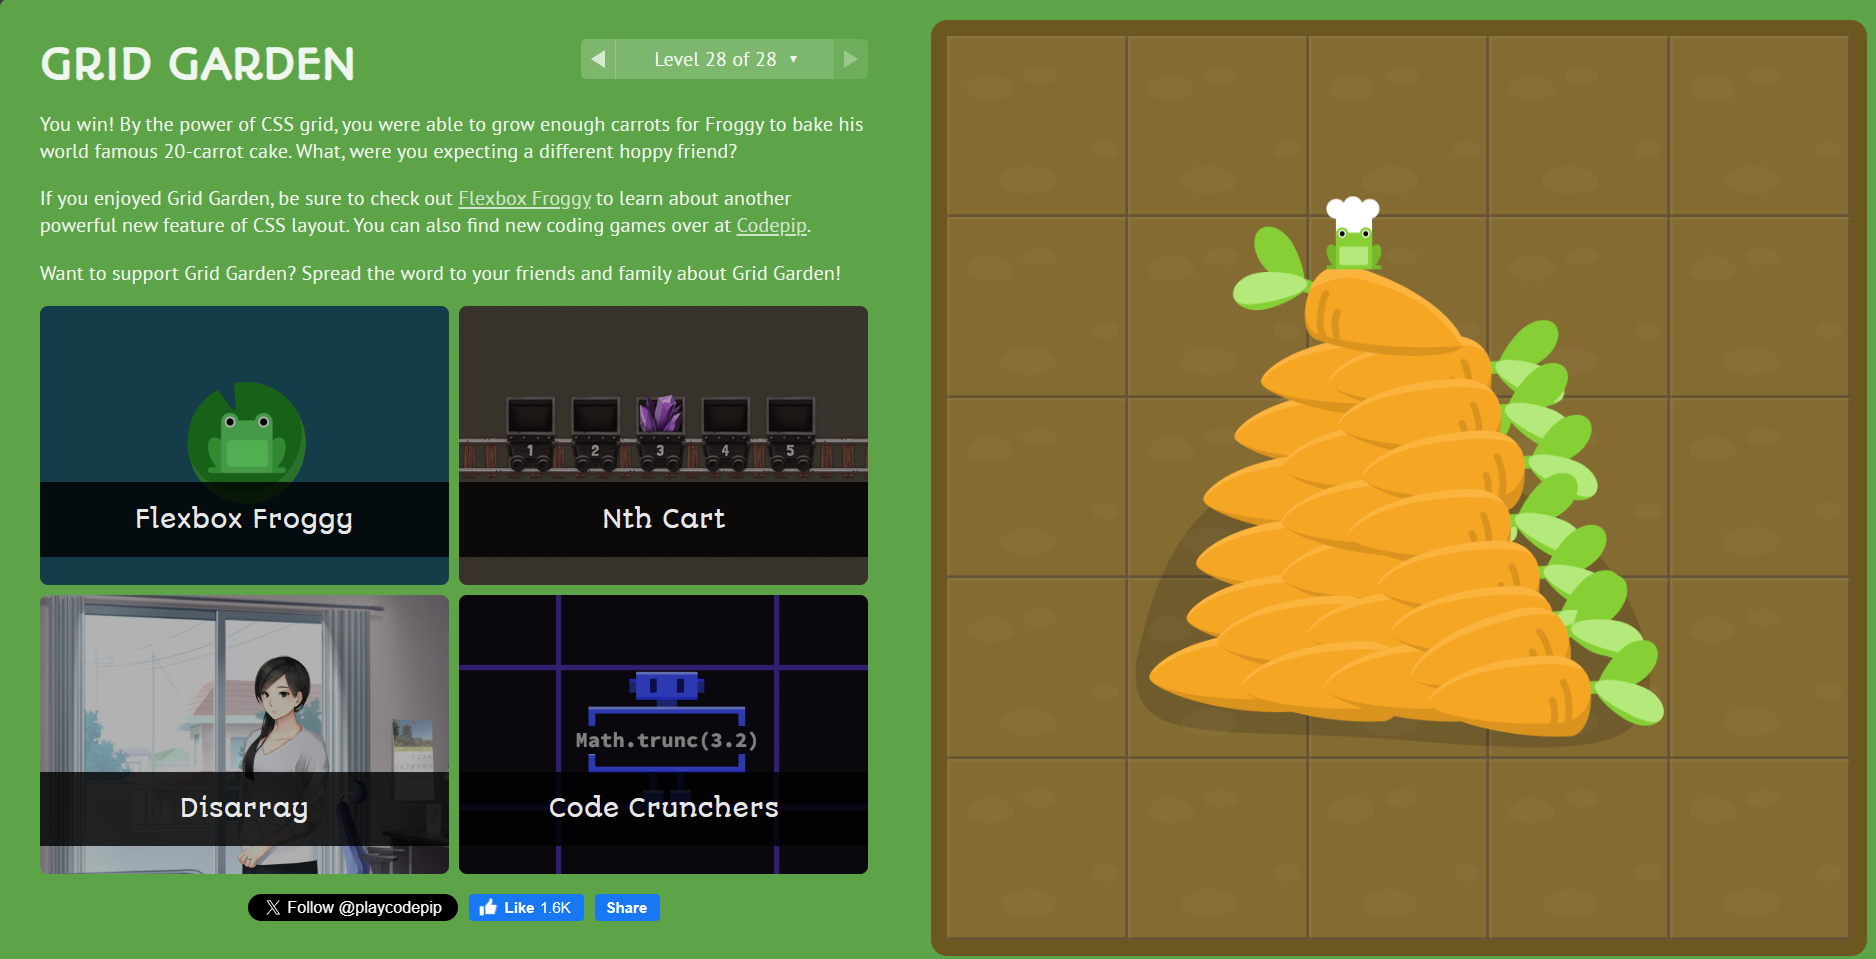 GRID GARDEN
Level 28 of 28 ▼
You win! By the power of CSS grid, you were able to grow enough carrots for Froggy to bake his
world famous 20-carrot cake. What, were you expecting a different hoppy friend?
If you enjoyed Grid Garden, be sure to check out Flexbox Froggy to learn about another
powerful new feature of CSS layout. You can also find new coding games over at Codepip.
Want to support Grid Garden? Spread the word to your friends and family about Grid Garden!
Flexbox Froggy
1 2 3 4 5
Nth Cart
Disarray
Math.trunc(3.2)
Code Crunchers
X Follow @playcodepip
Like 1.6K
Share